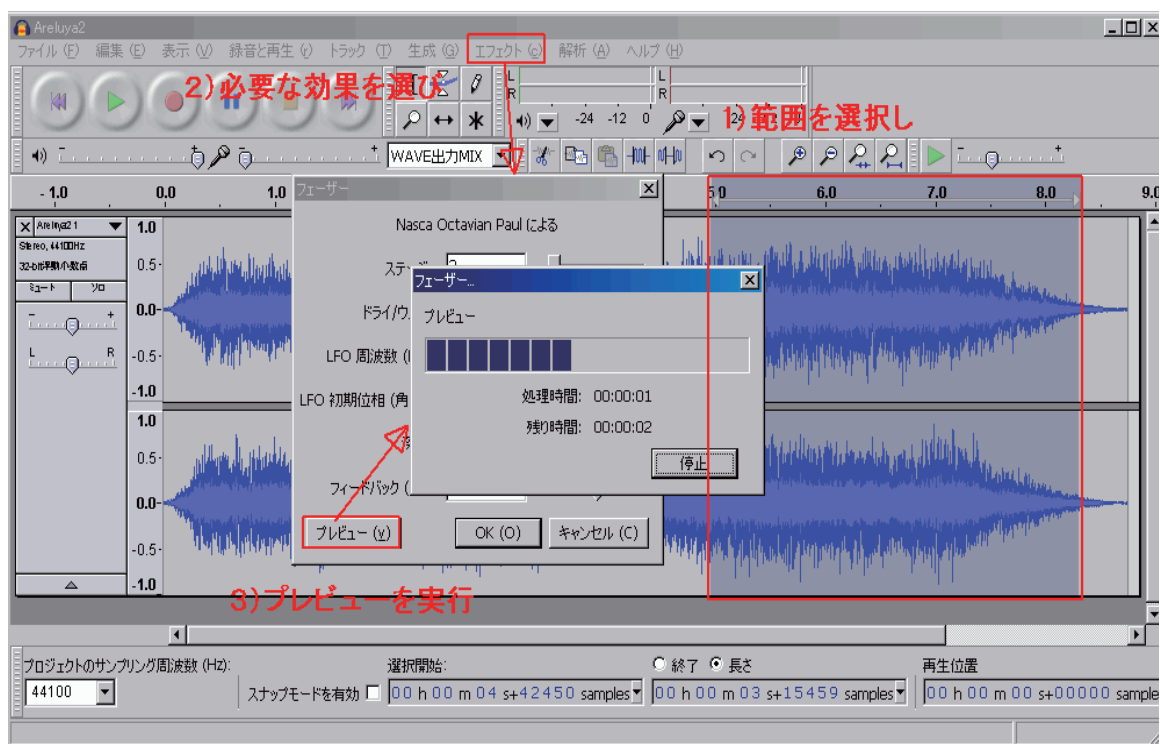 Areluya2
ファイル (F) 編集 (E) 表示 (V) 録音と再生 (r) トラック (T) 生成 (G) エフェクト (c) 解析 (A) ヘルプ (H)
2)必要な効果を選び
1)範囲を選択し
L
R
L
R
-24 -12 0
-24
WAVE出力MIX
- 1.0 0.0 1.0 5.0 6.0 7.0 8.0 9.0
Areluya2 1
Stereo, 44100Hz
32-bit浮動小数点
ミュート ソロ
- +
L R
1.0
0.5-
0.0-
-0.5-
-1.0
1.0
0.5-
0.0-
-0.5-
-1.0
フェーザー
Nasca Octavian Paul による
ステージ
ドライ/ウ
LFO 周波数 (
LFO 初期位相 (角
フィードバック (
プレビュー (v) OK (O) キャンセル (C)
フェーザー...
プレビュー
処理時間: 00:00:01
残り時間: 00:00:02
停止
3)プレビューを実行
プロジェクトのサンプリング周波数 (Hz): 選択開始: 終了 長さ 再生位置
44100 スナップモードを有効 00 h 00 m 04 s+42450 samples 00 h 00 m 03 s+15459 samples 00 h 00 m 00 s+00000 sample